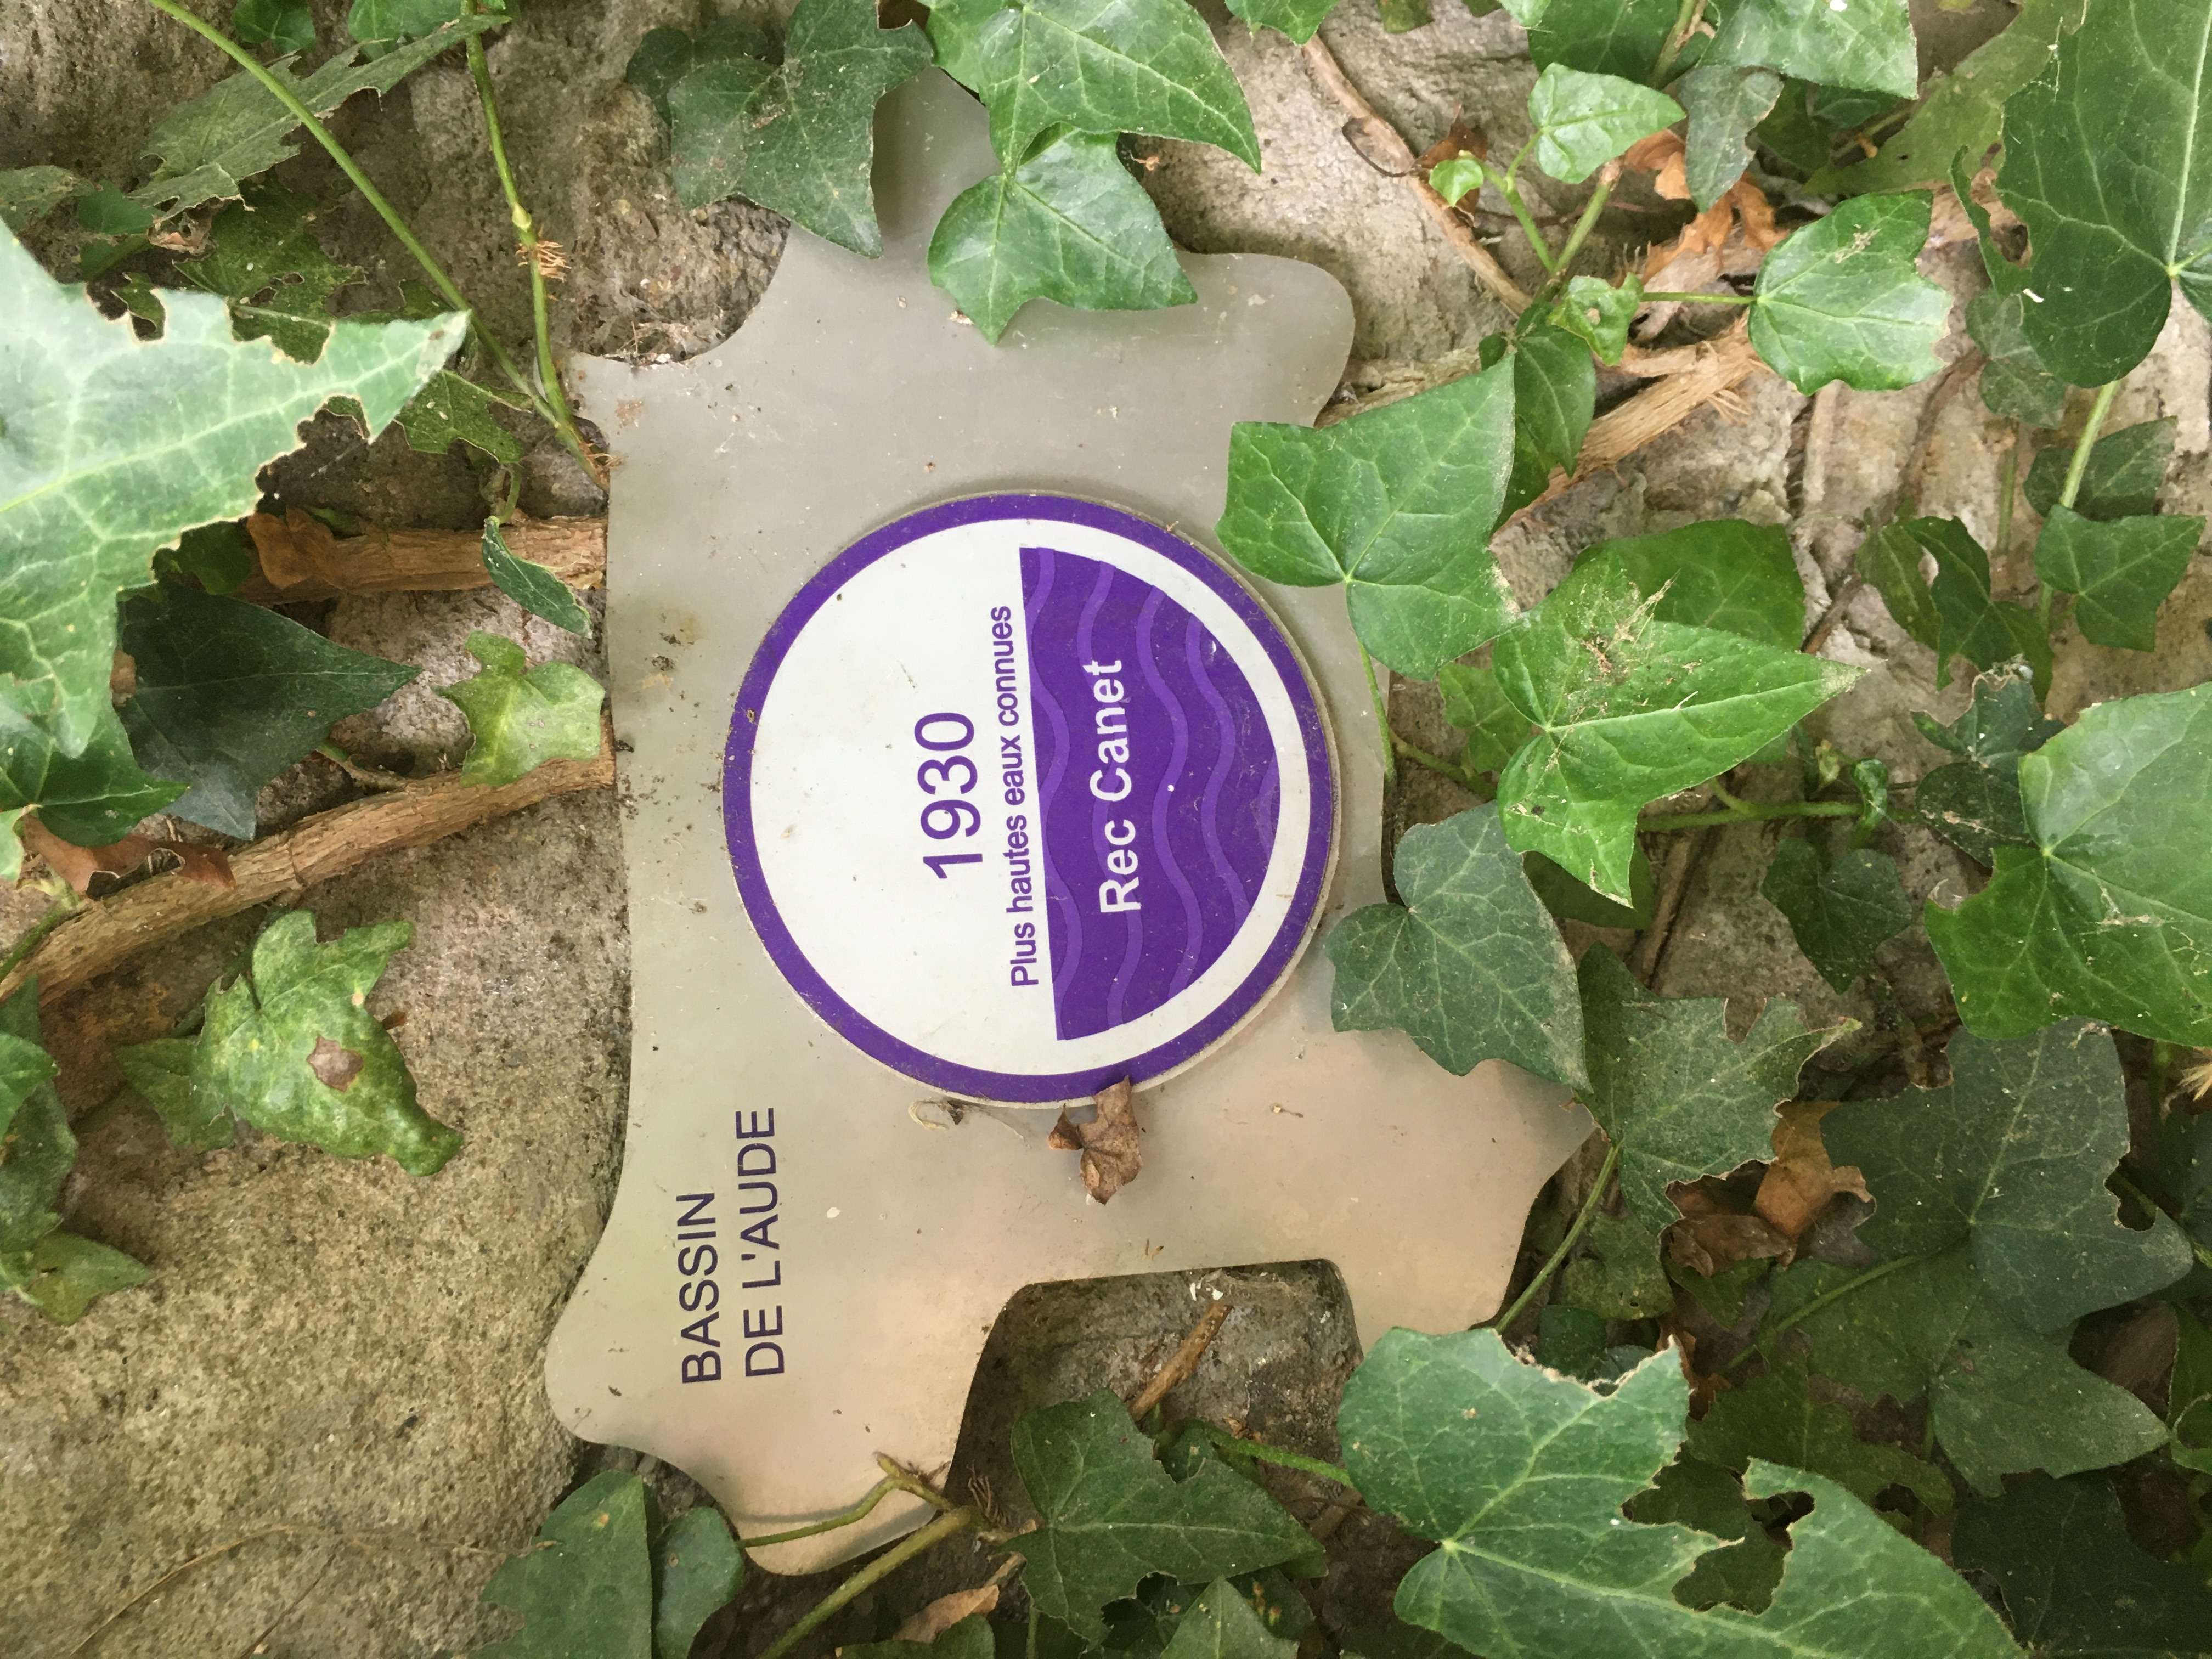 BASSIN
DE L'AUDE
1930
Plus hautes eaux connues
Rec Canet